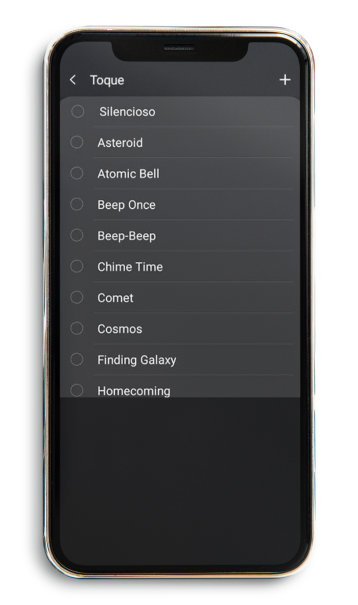 Toque
Silencioso
Asteroid
Atomic Bell
Beep Once
Beep-Beep
Chime Time
Comet
Cosmos
Finding Galaxy
Homecoming